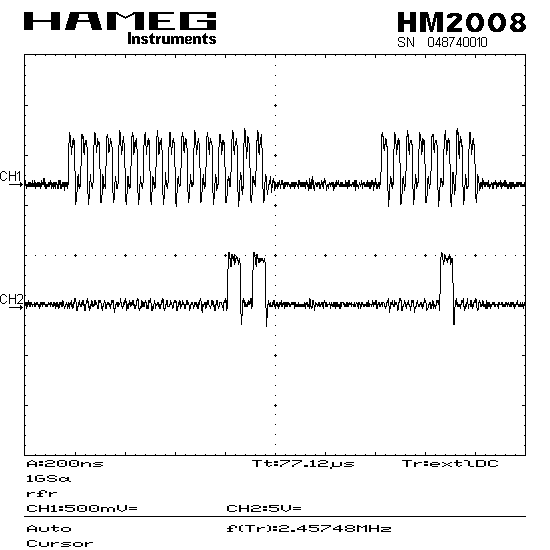 HAMEG HM2008
Instruments SN 048740010
CH1
CH2
A:200ns Tt:77.12µs Tr:ext1DC
1GSa
rfr
CH1:500mV= CH2:5V=
Auto f(Tr):2.45748MHz
Cursor